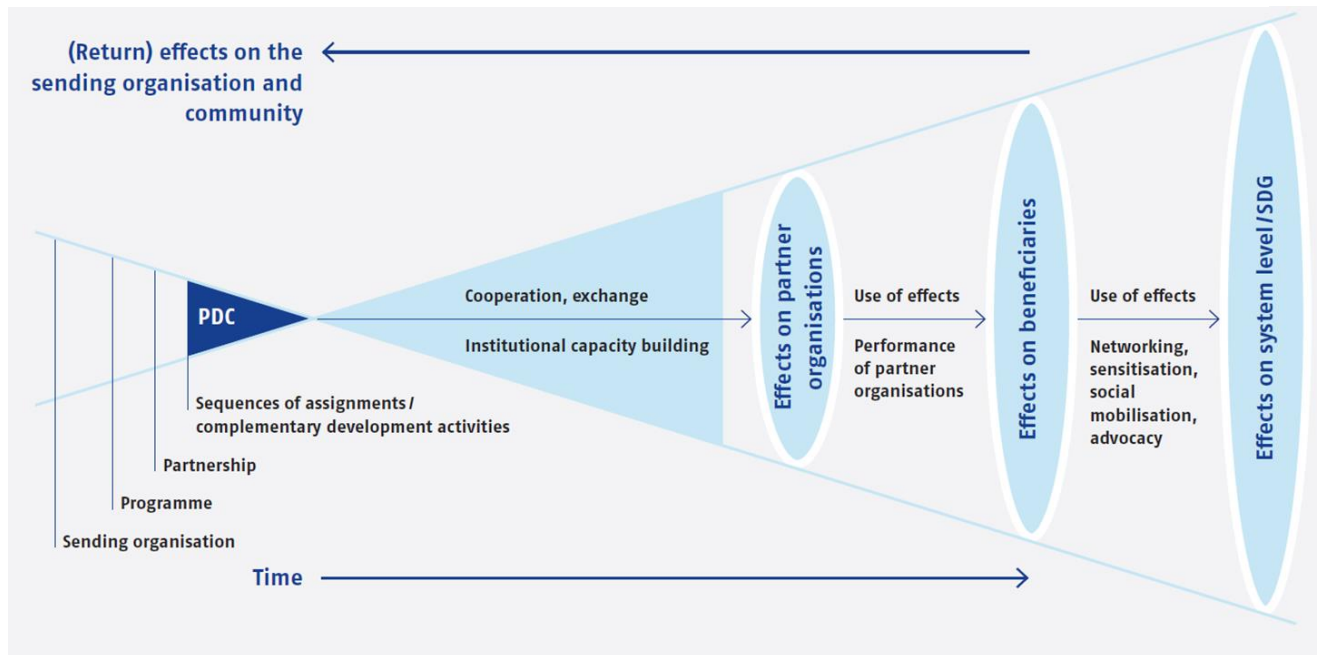 (Return) effects on the
sending organisation and
community
PDC
Sequences of assignments/
complementary development activities
Partnership
Programme
Sending organisation
Cooperation, exchange
Institutional capacity building
Effects on partner
organisations
Use of effects
Performance
of partner
organisations
Effects on beneficiaries
Use of effects
Networking,
sensitisation,
social
mobilisation,
advocacy
Effects on system level/SDG
Time